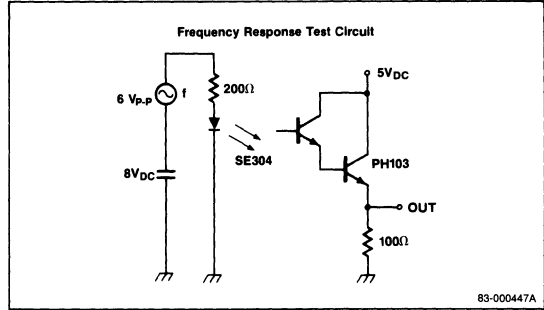 Frequency Response Test Circuit
5VDC
200Ω
6 VP-P
f
SE304
PH103
8VDC
OUT
100Ω
83-000447A